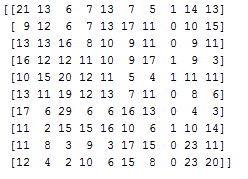 [[21 13 6 7 13 7 5 1 14 13]
[ 9 12 6 7 13 17 11 0 10 15]
[13 13 16 8 10 9 11 0 9 11]
[16 12 12 11 10 9 17 1 9 3]
[10 15 20 12 11 5 4 1 11 11]
[13 11 19 12 13 7 11 0 8 6]
[17 6 29 6 6 16 13 0 4 3]
[11 2 15 15 16 10 6 1 10 14]
[11 8 3 9 3 17 15 0 23 11]
[12 4 2 10 6 15 8 0 23 20]]